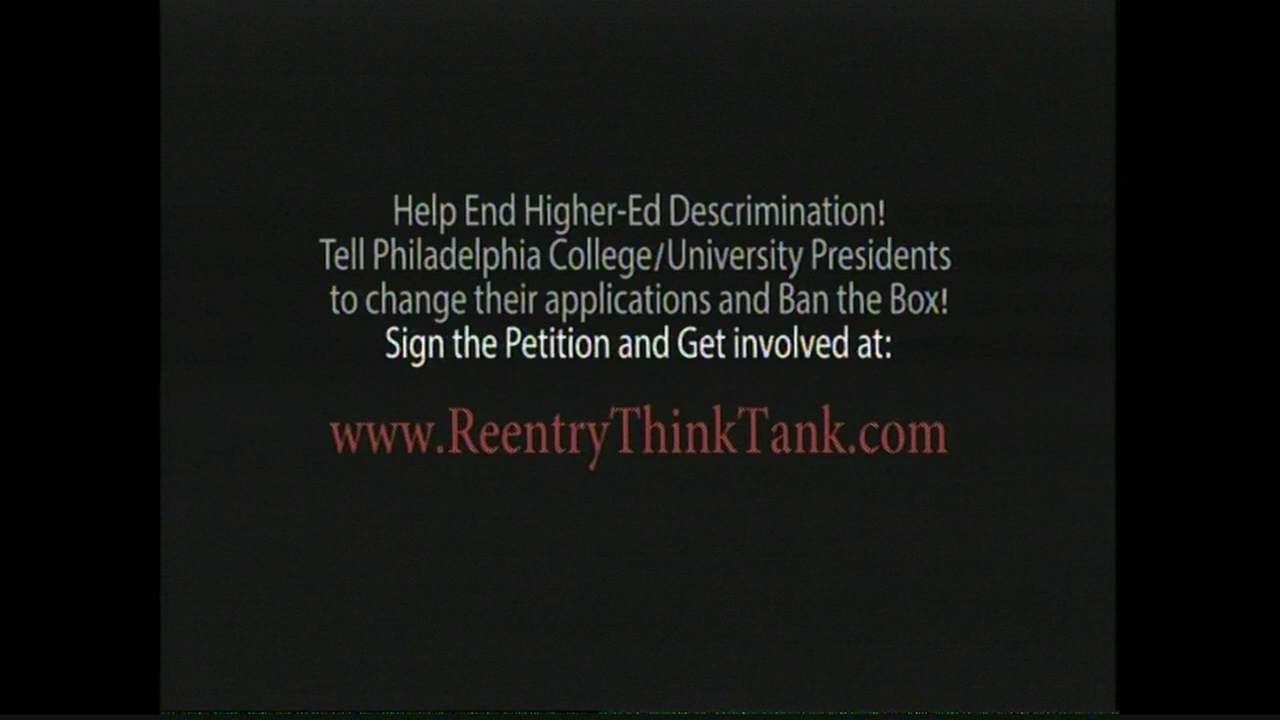 Help End Higher-Ed Descrimination!
Tell Philadelphia College/University Presidents
to change their applications and Ban the Box!
Sign the Petition and Get involved at:
www.ReentryThinkTank.com